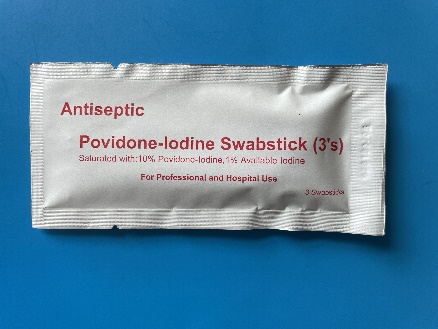 Antiseptic
Povidone-Iodine Swabstick (3's)
Saturated with:10% Povidone-Iodine,1% Available Iodine
For Professional and Hospital Use
3 Swabsticks